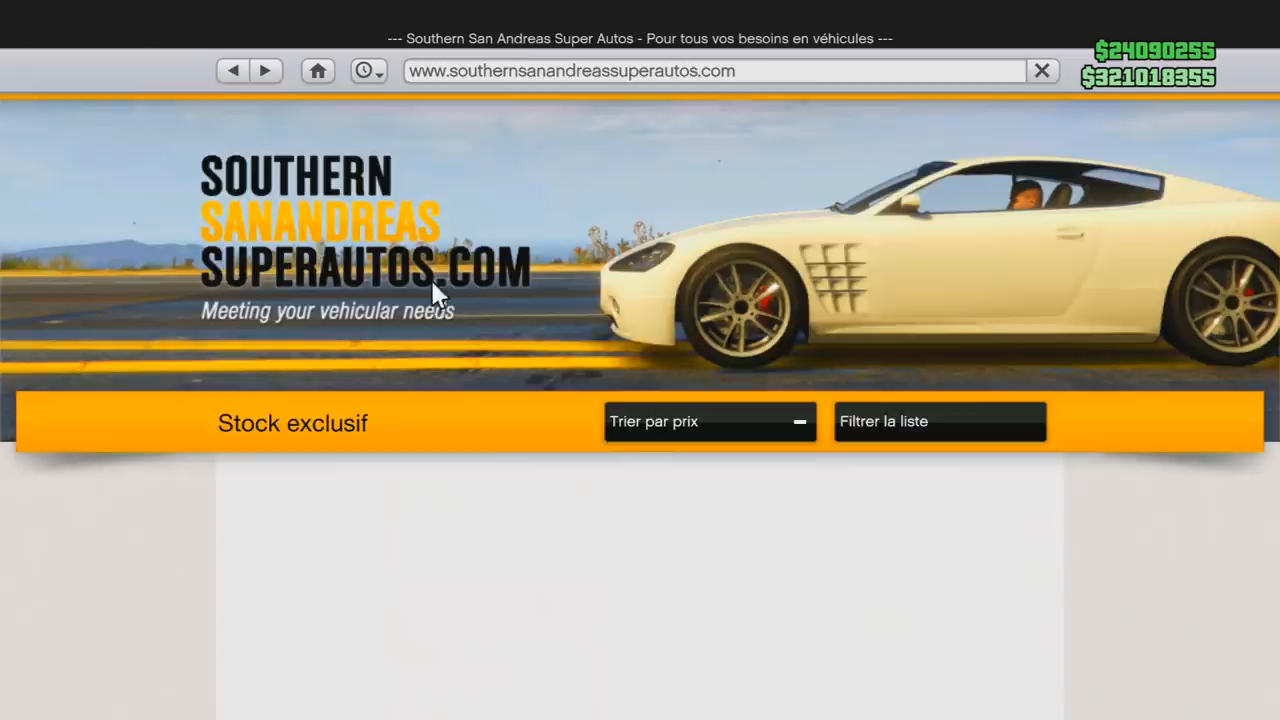 --- Southern San Andreas Super Autos - Pour tous vos besoins en véhicules ---
$24090255
www.southernsanandreassuperautos.com
$321018355
SOUTHERN
SANANDREAS
SUPERAUTOS.COM
Meeting your vehicular needs
Stock exclusif
Trier par prix
Filtrer la liste